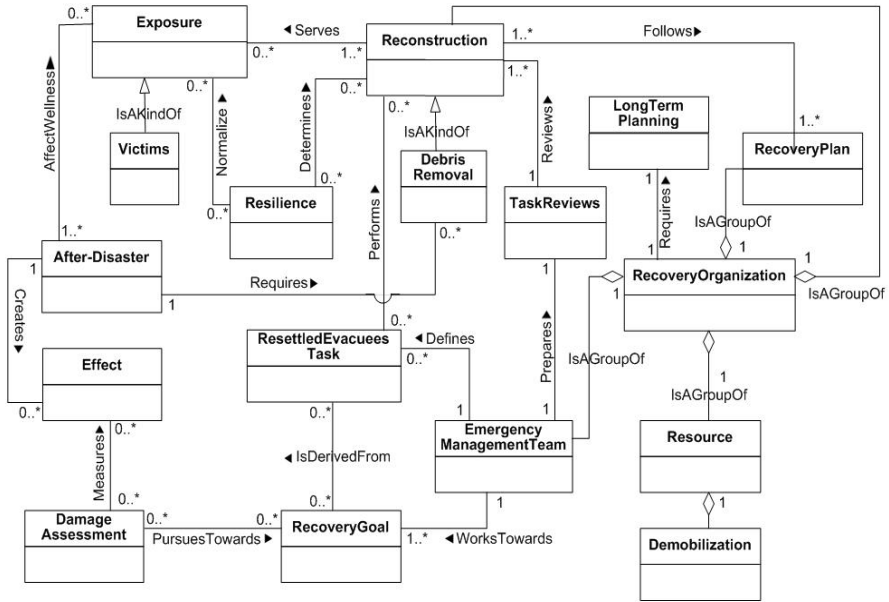 0..*
Exposure
◄ Serves
0..*
1..*
Reconstruction
1..*
Follows►
1..*
0..*
0..*
1..*
IsAKindOf
AffectWellness►
Normalize ►
Determines►
0..*
IsAKindOf
Reviews►
LongTerm
Planning
1..*
Victims
Debris
Removal
RecoveryPlan
0..*
0..*
Resilience
1
TaskReviews
1
Requires►
IsAGroupOf
Performs ►
0..*
1..*
After-Disaster
1
1
Requires►
1
1
1
RecoveryOrganization
1
1
IsAGroupOf
Creates►
0..*
ResettledEvacuees
Task
◄ Defines
0..*
Prepares ►
IsAGroupOf
Effect
1
IsAGroupOf
0..*
0..*
0..*
1
1
Emergency
ManagementTeam
Resource
Measures►
◄ IsDerivedFrom
0..*
0..*
1
1
Damage
Assessment
0..*
0..*
RecoveryGoal
PursuesTowards ►
1..*
◄WorksTowards
Demobilization